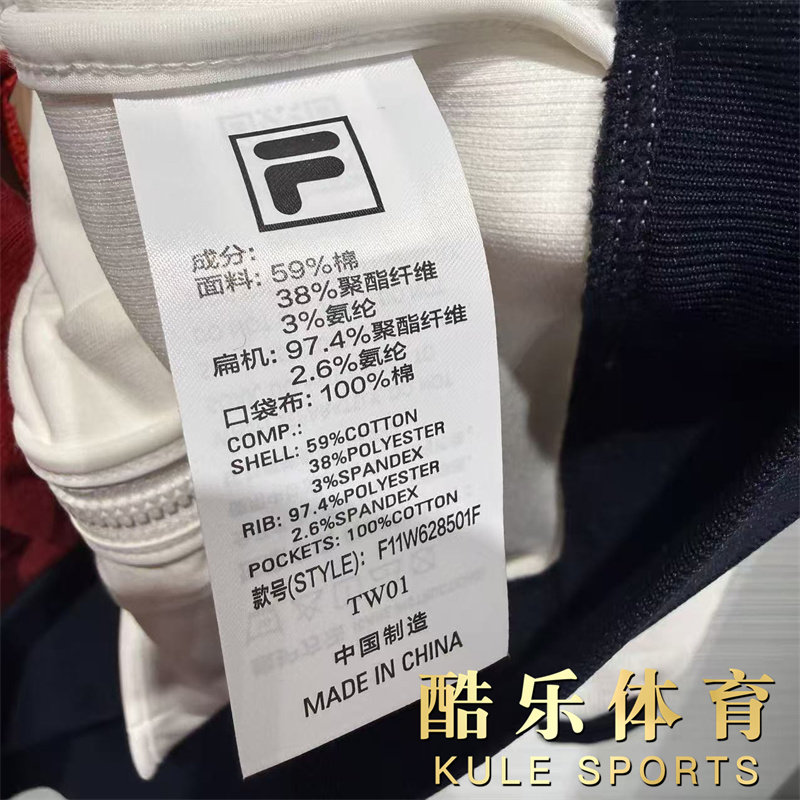 F
成分:
面料: 59%棉
38%聚酯纤维
3%氨纶
扁机: 97.4%聚酯纤维
2.6%氨纶
口袋布: 100%棉
COMP.:
SHELL: 59%COTTON
38%POLYESTER
3%SPANDEX
RIB: 97.4%POLYESTER
2.6%SPANDEX
POCKETS: 100%COTTON
款号(STYLE): F11W628501F
TW01
中国制造
MADE IN CHINA
酷乐体育
KULE SPORTS